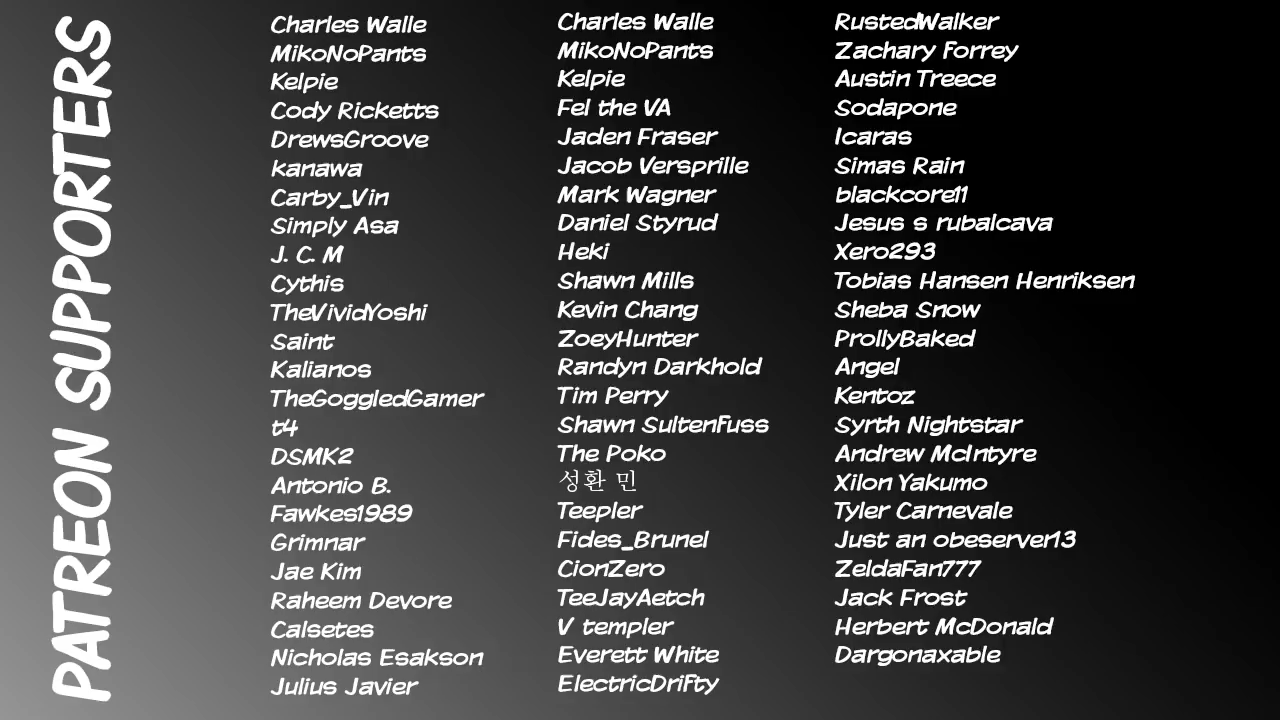 PATREON SUPPORTERS
Charles Walle
MikoNoPants
Kelpie
Cody Ricketts
DrewsGroove
kanawa
Carby_Vin
Simply Asa
J. C. M
Cythis
TheVividYoshi
Saint
Kalianos
TheGoggledGamer
t4
DSMK2
Antonio B.
Fawkes1989
Grimnar
Jae Kim
Raheem Devore
Calsetes
Nicholas Esakson
Julius Javier
Charles Walle
MikoNoPants
Kelpie
Fel the VA
Jaden Fraser
Jacob Versprille
Mark Wagner
Daniel Styrud
Heki
Shawn Mills
Kevin Chang
ZoeyHunter
Randyn Darkhold
Tim Perry
Shawn SultenFuss
The Poko
성환 민
Teepler
Fides_Brunel
CionZero
TeeJayAetch
V templer
Everett White
ElectricDrifty
RustedWalker
Zachary Forrey
Austin Treece
Sodapone
Icaras
Simas Rain
blackcore11
Jesus s rubalcava
Xero293
Tobias Hansen Henriksen
Sheba Snow
ProllyBaked
Angel
Kentoz
Syrth Nightstar
Andrew McIntyre
Xilon Yakumo
Tyler Carnevale
Just an obeserver13
ZeldaFan777
Jack Frost
Herbert McDonald
Dargonaxable